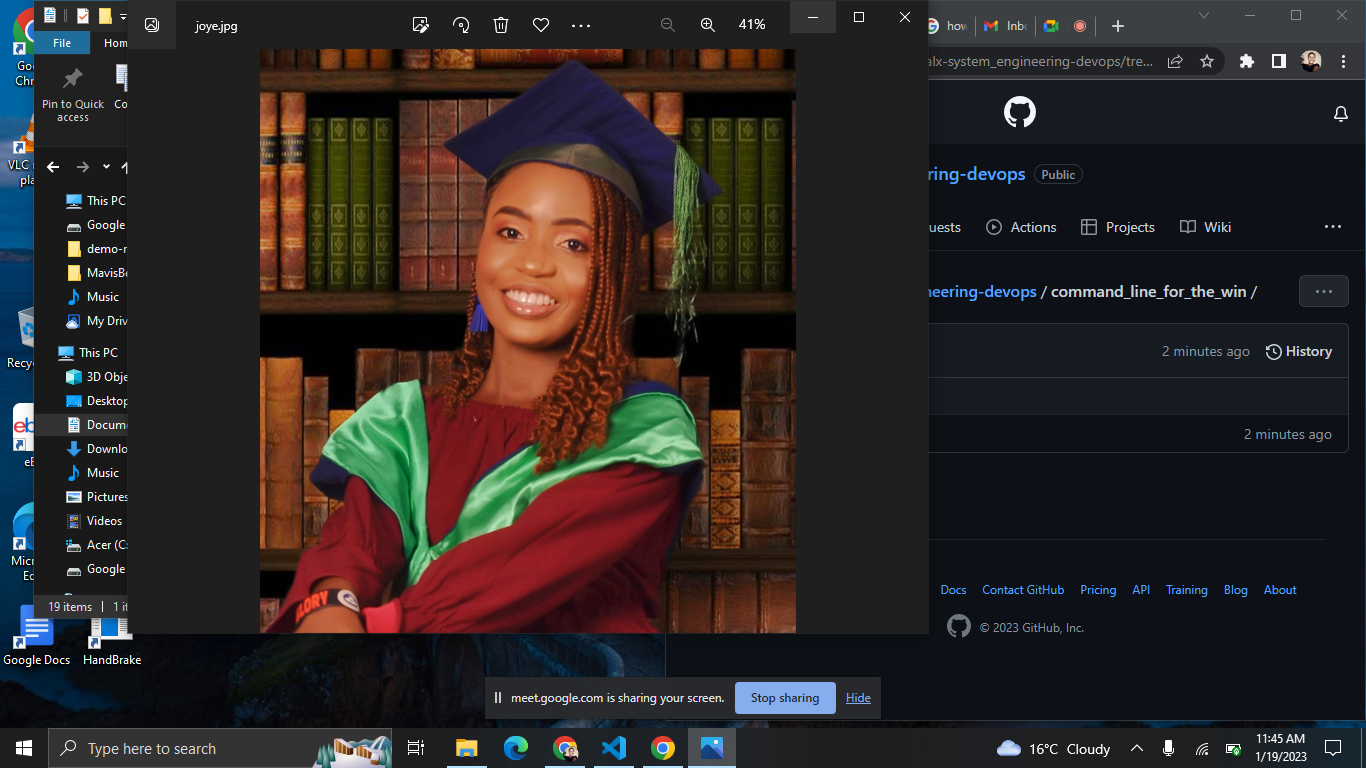 joye.jpg
41%
how
Inbo
File
Hom
alx-system_engineering-devops/tre...
Pin to Quick
access
Co
Goo
Chr
VLC
pla
ring-devops
Public
This PC
Google
uests
Actions
Projects
Wiki
demo-r
MavisBe
Music
neering-devops / command_line_for_the_win /
My Driv
This PC
2 minutes ago
History
Recyc
3D Obje
Desktop
Docum
2 minutes ago
Downlo
eB
Music
Pictures
Videos
Acer (C:
Micr
Ed
Google
Docs
Contact GitHub
Pricing
API
Training
Blog
About
GLORY
19 items
1 it
© 2023 GitHub, Inc.
Google Docs
HandBrake
meet.google.com is sharing your screen.
Stop sharing
Hide
Type here to search
16°C Cloudy
11:45 AM
1/19/2023